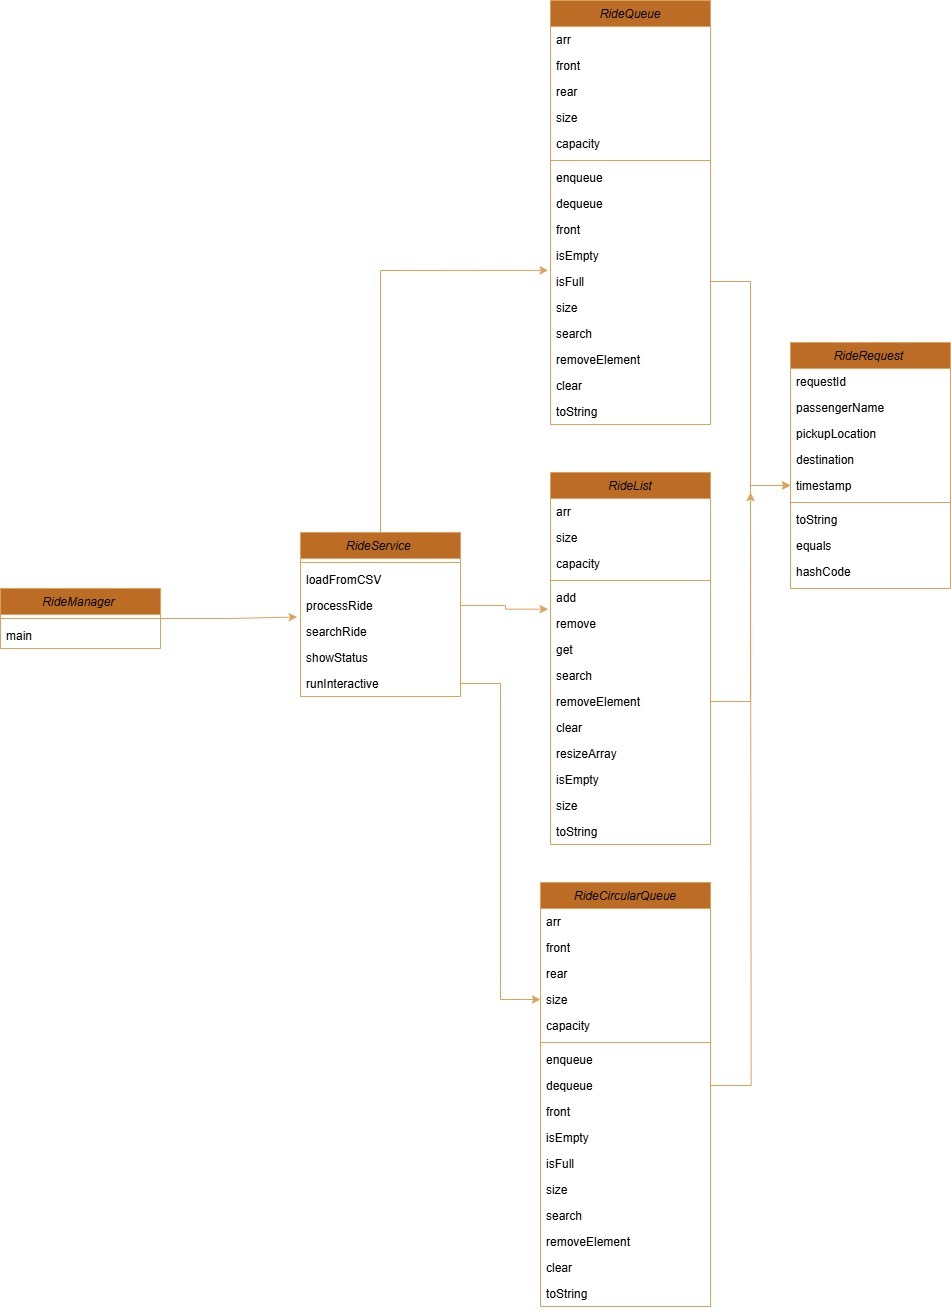 RideQueue
arr
front
rear
size
capacity
enqueue
dequeue
front
isEmpty
isFull
size
search
removeElement
clear
toString
RideRequest
requestId
passengerName
pickupLocation
destination
timestamp
toString
equals
hashCode
RideList
arr
size
capacity
add
remove
get
search
removeElement
clear
resizeArray
isEmpty
size
toString
RideService
loadFromCSV
processRide
searchRide
showStatus
runInteractive
RideManager
main
RideCircularQueue
arr
front
rear
size
capacity
enqueue
dequeue
front
isEmpty
isFull
size
search
removeElement
clear
toString